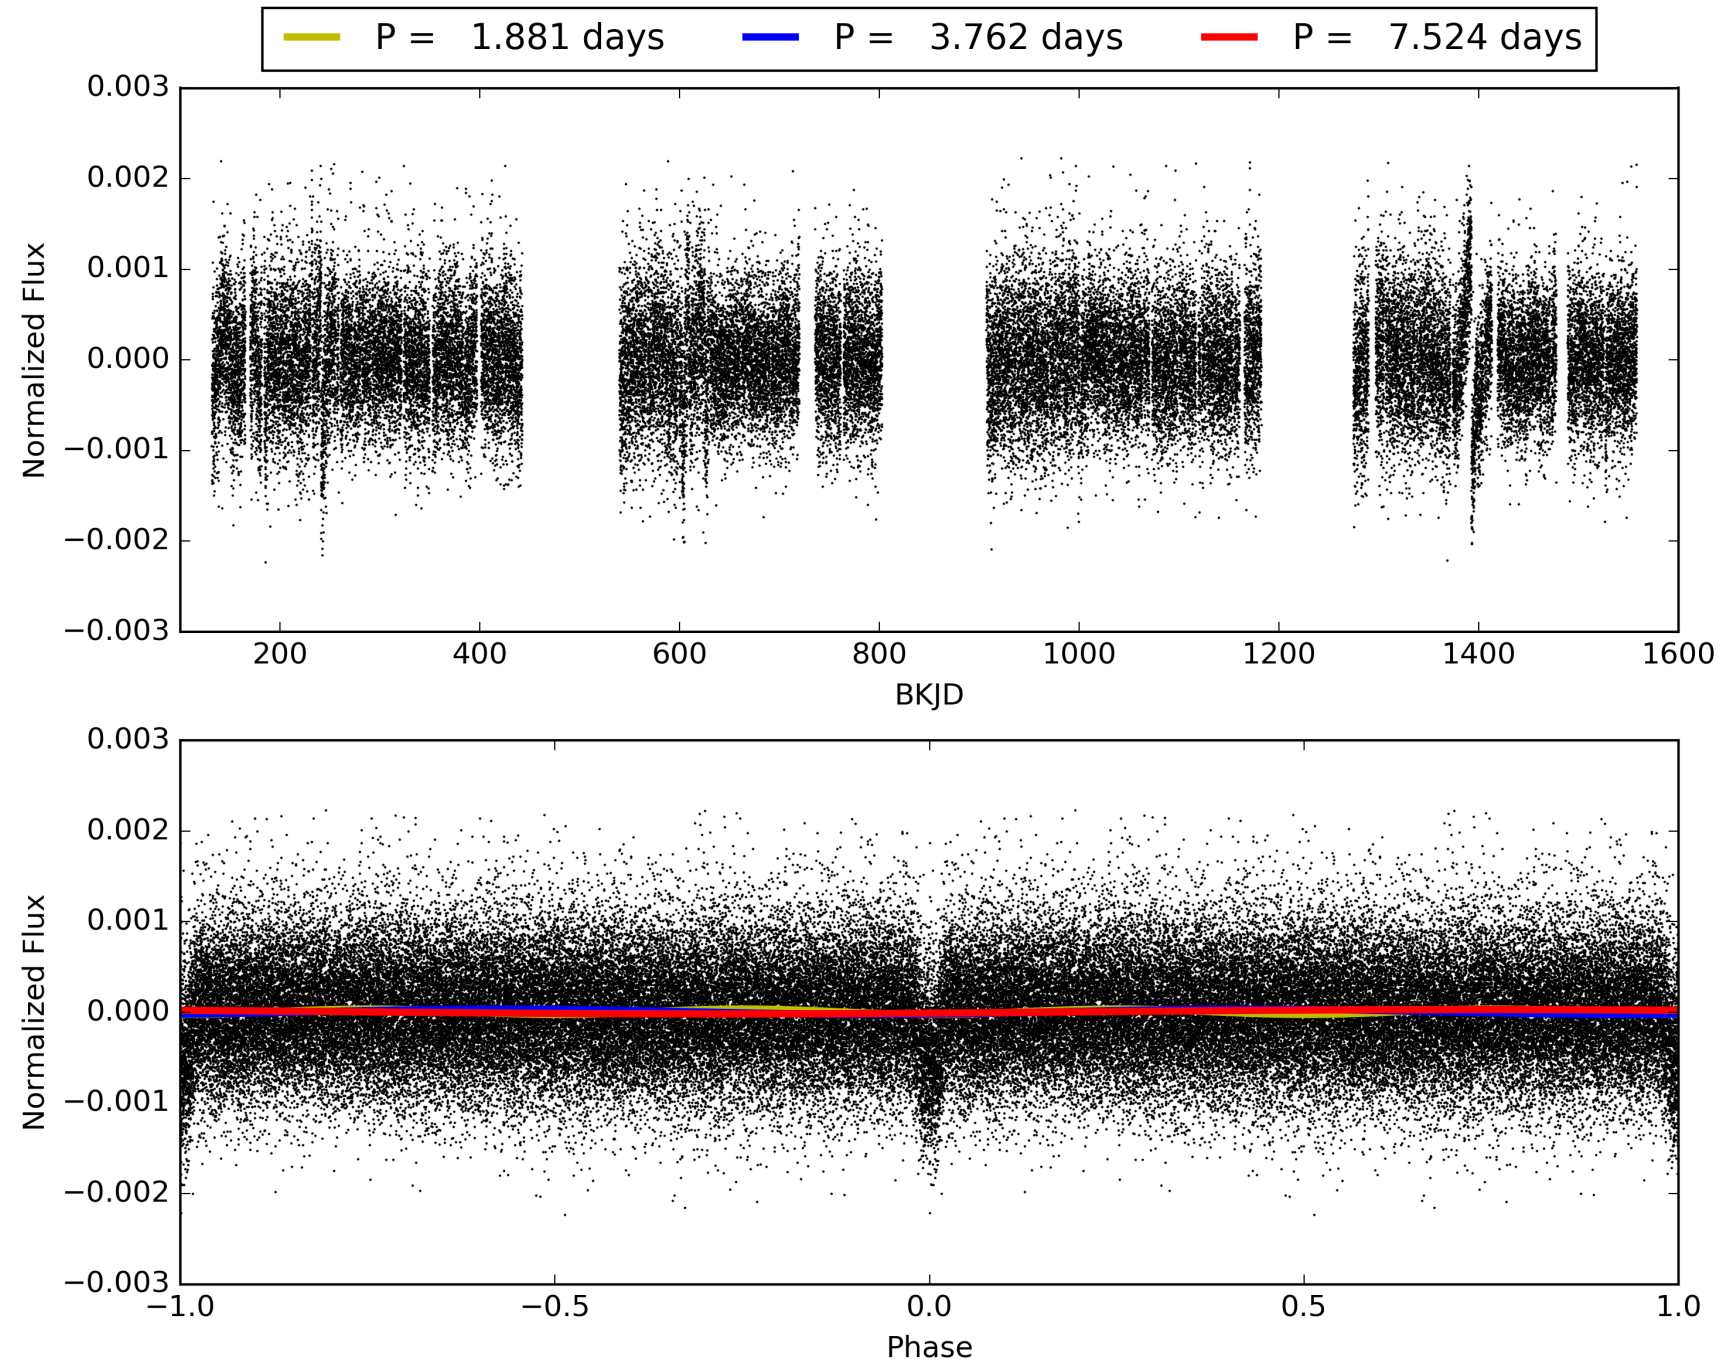 P = 1.881 days P = 3.762 days P = 7.524 days
0.003
0.002
0.001
0.000
−0.001
−0.002
−0.003
Normalized Flux
200 400 600 800 1000 1200 1400 1600
BKJD
0.003
0.002
0.001
0.000
−0.001
−0.002
−0.003
Normalized Flux
−1.0 −0.5 0.0 0.5 1.0
Phase